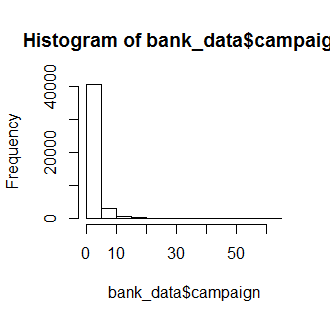 Histogram of bank_data$campaig
Frequency
0
20000
40000
0 10 30 50
bank_data$campaign